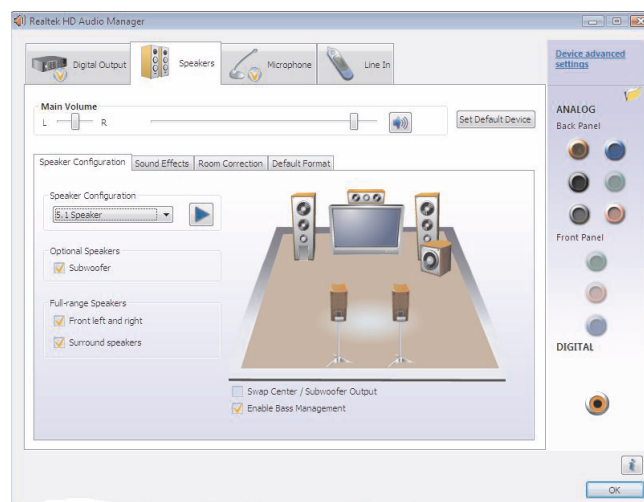 Realtek HD Audio Manager
Digital Output
Speakers
Microphone
Line In
Device advanced
settings
Main Volume
L
R
Set Default Device
ANALOG
Back Panel
Speaker Configuration
Sound Effects
Room Correction
Default Format
Speaker Configuration
5.1 Speaker
Optional Speakers
Subwoofer
Front Panel
Full-range Speakers
Front left and right
Surround speakers
DIGITAL
Swap Center / Subwoofer Output
Enable Bass Management
i
OK